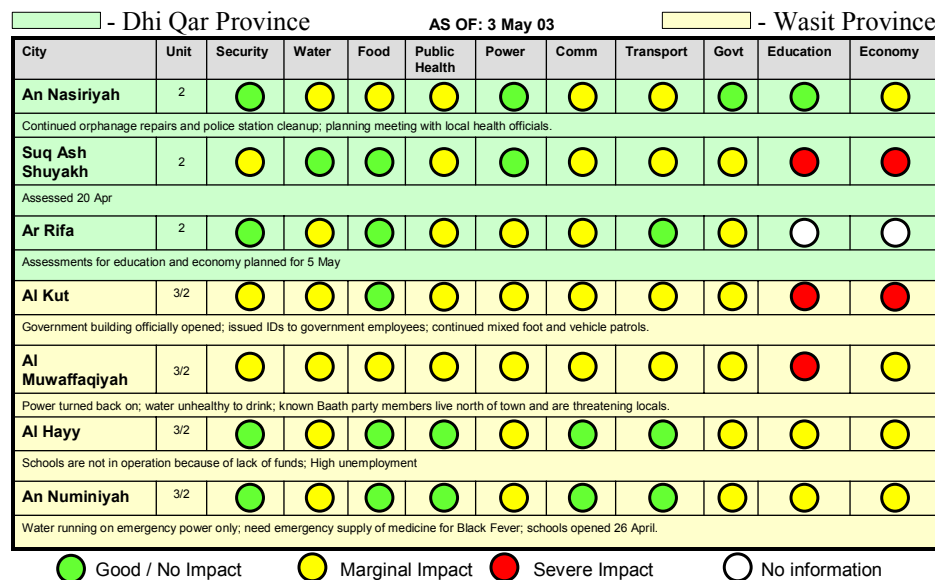 - Dhi Qar Province AS OF: 3 May 03 - Wasit Province
City Unit Security Water Food Public Health Power Comm Transport Govt Education Economy
An Nasiriyah 2
Continued orphanage repairs and police station cleanup; planning meeting with local health officials.
Suq Ash Shuyakh 2
Assessed 20 Apr
Ar Rifa 2
Assessments for education and economy planned for 5 May
Al Kut 3/2
Government building officially opened; issued IDs to government employees; continued mixed foot and vehicle patrols.
Al Muwaffaqiyah 3/2
Power turned back on; water unhealthy to drink; known Baath party members live north of town and are threatening locals.
Al Hayy 3/2
Schools are not in operation because of lack of funds; High unemployment
An Numiniyah 3/2
Water running on emergency power only; need emergency supply of medicine for Black Fever; schools opened 26 April.
Good / No Impact Marginal Impact Severe Impact No information